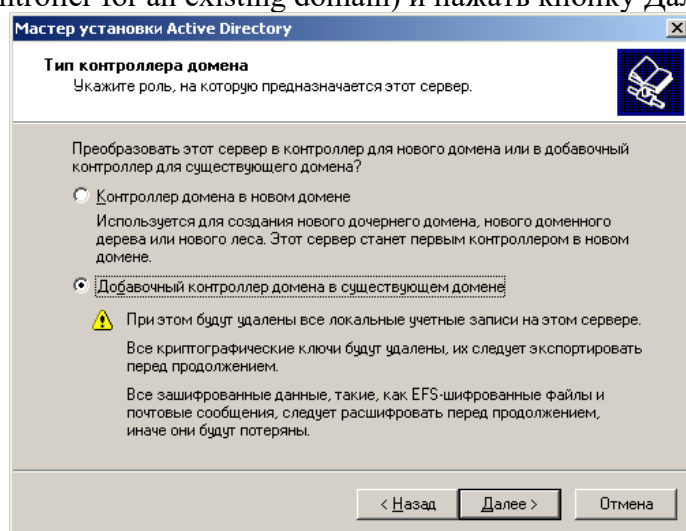 ontroller for an existing domain) и нажать кнопку Дал
Мастер установки Active Directory
Тип контроллера домена
Укажите роль, на которую предназначается этот сервер.
Преобразовать этот сервер в контроллер для нового домена или в добавочный
контроллер для существующего домена?
Контроллер домена в новом домене
Используется для создания нового дочернего домена, нового доменного
дерева или нового леса. Этот сервер станет первым контроллером в новом
домене.
Добавочный контроллер домена в существующем домене
При этом будут удалены все локальные учетные записи на этом сервере.
Все криптографические ключи будут удалены, их следует экспортировать
перед продолжением.
Все зашифрованные данные, такие, как EFS-шифрованные файлы и
почтовые сообщения, следует расшифровать перед продолжением,
иначе они будут потеряны.
< Назад Далее > Отмена